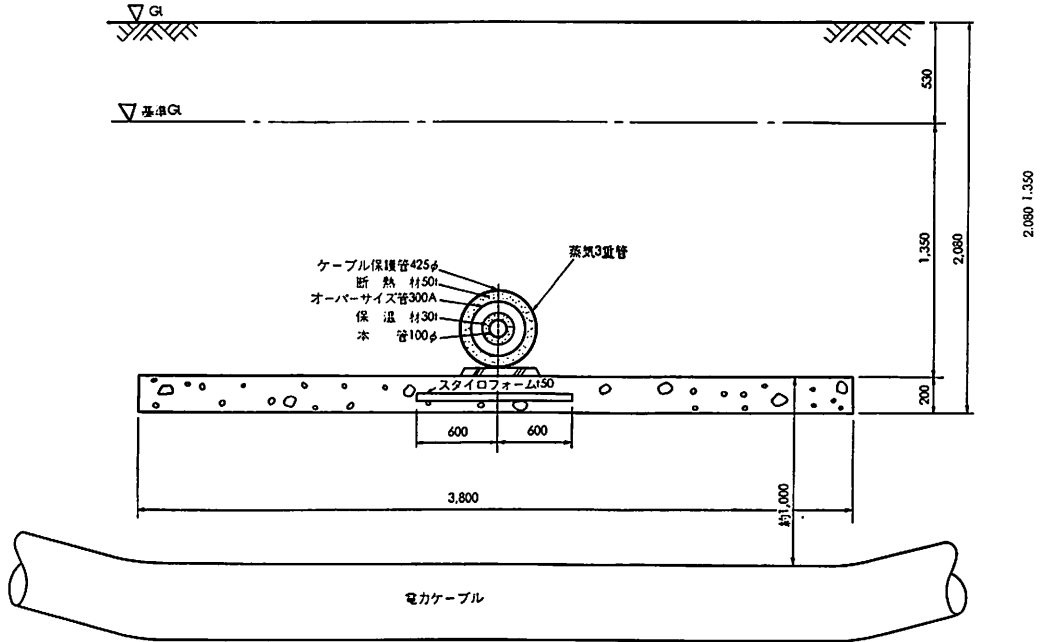 GL
基準GL
530
1,350
2,080
2.080 1.350
蒸気3重管
ケーブル保護管425φ
断熱材50t
オーバーサイズ管300A
保温材30t
本管100φ
スタイロフォームt50
200
600 600
3,800
約1,000
電力ケーブル